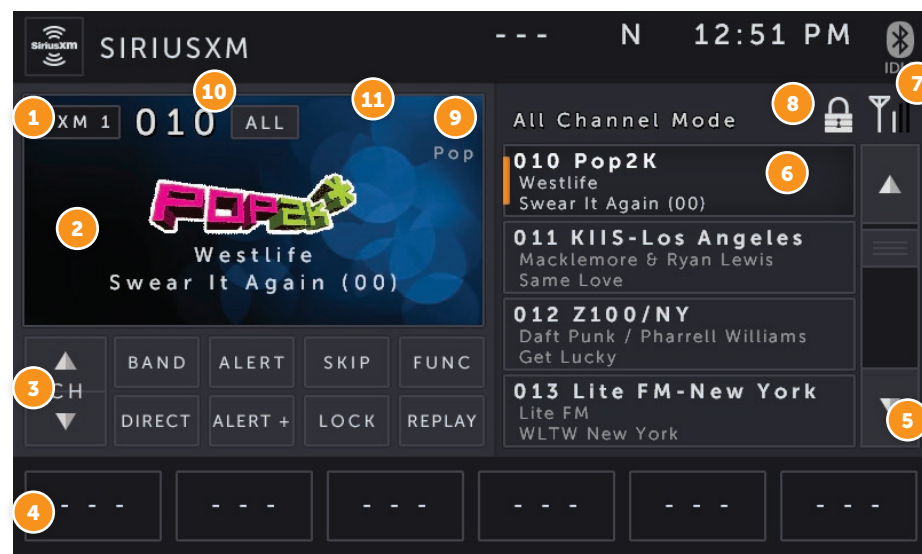 SiriusXM
SIRIUSXM
--- N 12:51 PM
1 XM 1 010 10 ALL 11 9
Pop
POP2K
2
Westlife
Swear It Again (00)
8 7
All Channel Mode
010 Pop2K 6
Westlife
Swear It Again (00)
011 KIIS-Los Angeles
Macklemore & Ryan Lewis
Same Love
012 Z100/NY
Daft Punk / Pharrell Williams
Get Lucky
013 Lite FM-New York
Lite FM
WLTW New York
5
3 CH
BAND ALERT SKIP FUNC
DIRECT ALERT + LOCK REPLAY
4 --- --- --- --- --- ---